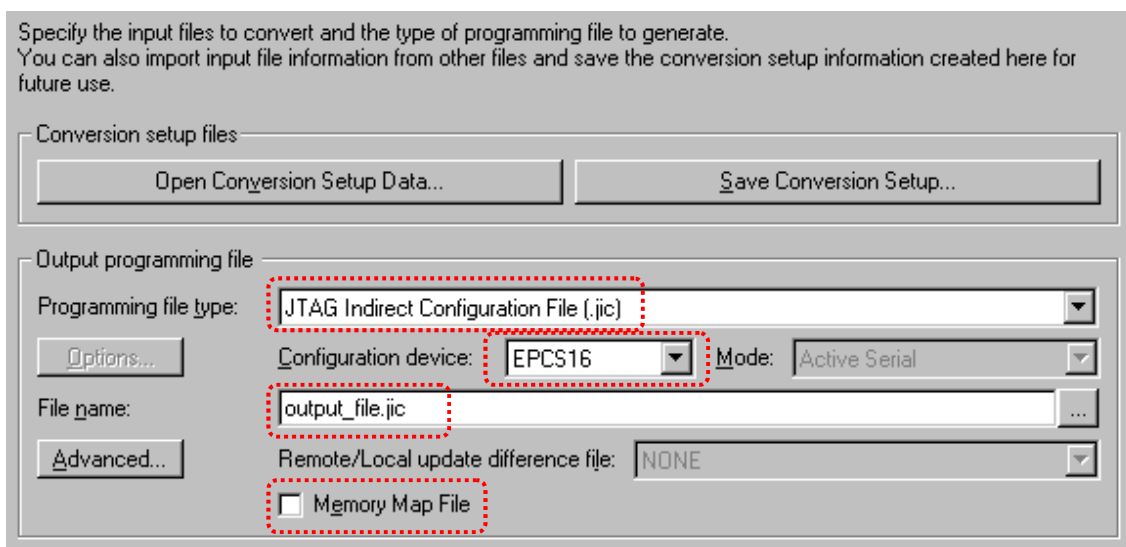 Specify the input files to convert and the type of programming file to generate.
You can also import input file information from other files and save the conversion setup information created here for
future use.
Conversion setup files
Open Conversion Setup Data...
Save Conversion Setup...
Output programming file
Programming file type:
JTAG Indirect Configuration File (.jic)
Options...
Configuration device:
EPCS16
Mode:
Active Serial
File name:
output_file.jic
...
Advanced...
Remote/Local update difference file:
NONE
Memory Map File